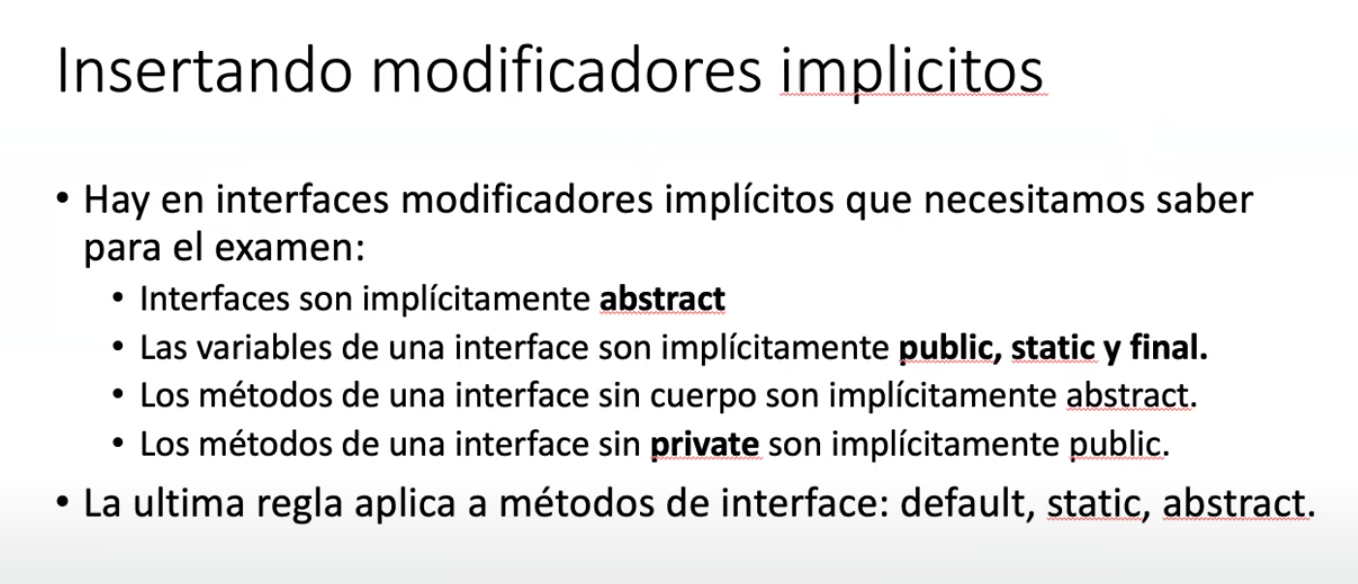 Insertando modificadores implicitos
• Hay en interfaces modificadores implícitos que necesitamos saber
para el examen:
• Interfaces son implícitamente abstract
• Las variables de una interface son implícitamente public, static y final.
• Los métodos de una interface sin cuerpo son implícitamente abstract.
• Los métodos de una interface sin private son implícitamente public.
• La ultima regla aplica a métodos de interface: default, static, abstract.